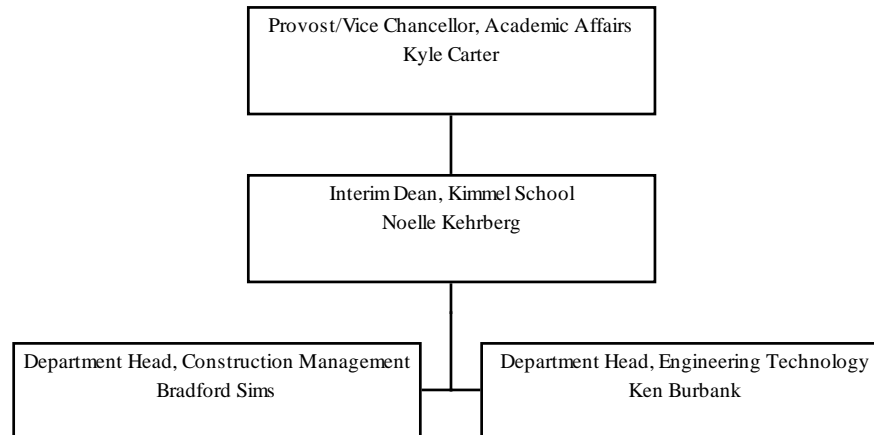 Provost/Vice Chancellor, Academic Affairs
Kyle Carter
Interim Dean, Kimmel School
Noelle Kehrberg
Department Head, Construction Management
Bradford Sims
Department Head, Engineering Technology
Ken Burbank